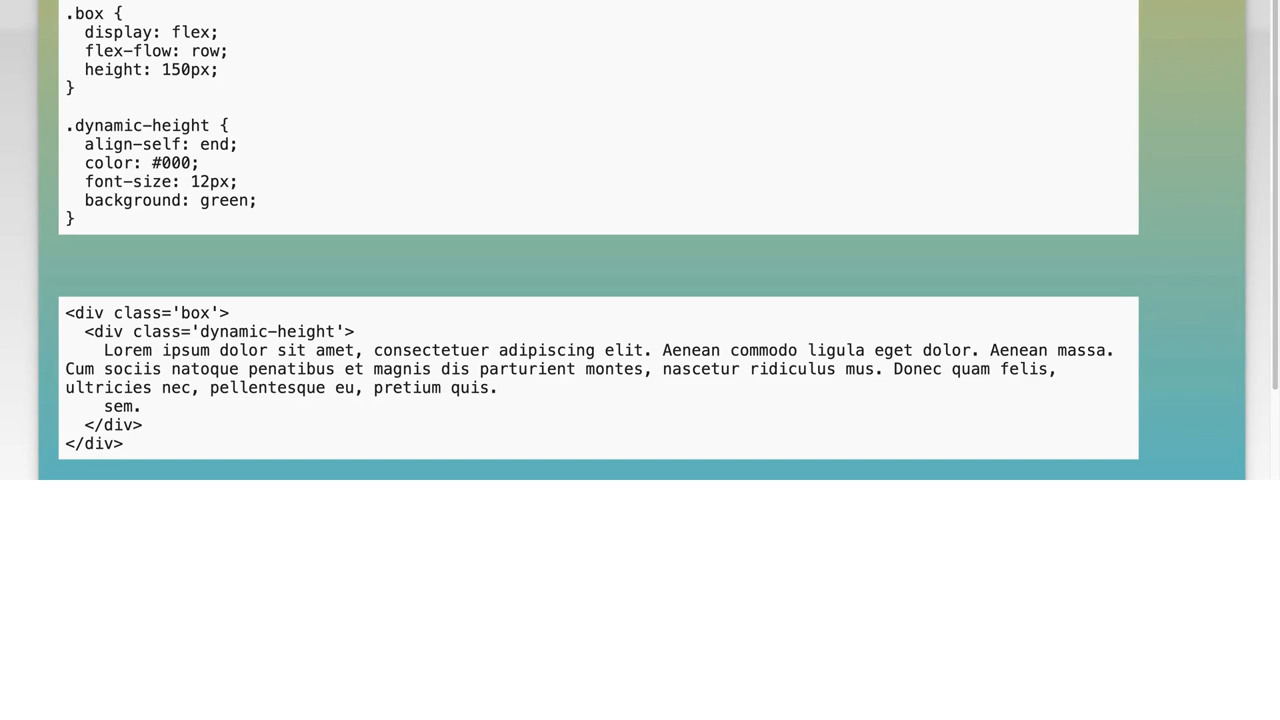 .box {
  display: flex;
  flex-flow: row;
  height: 150px;
}

.dynamic-height {
  align-self: end;
  color: #000;
  font-size: 12px;
  background: green;
}

<div class='box'>
  <div class='dynamic-height'>
    Lorem ipsum dolor sit amet, consectetuer adipiscing elit. Aenean commodo ligula eget dolor. Aenean massa.
Cum sociis natoque penatibus et magnis dis parturient montes, nascetur ridiculus mus. Donec quam felis,
ultricies nec, pellentesque eu, pretium quis.
    sem.
  </div>
</div>